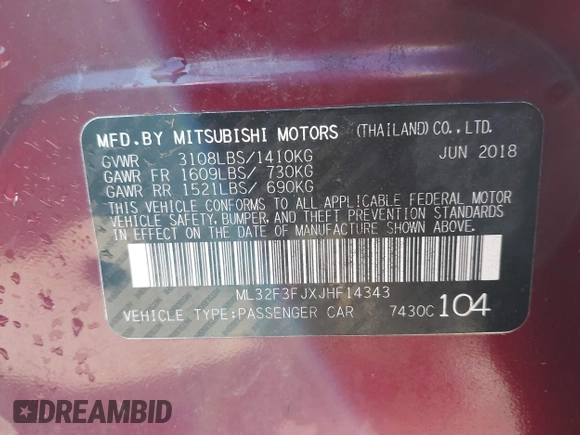 MFD.BY MITSUBISHI MOTORS (THAILAND)CO.,LTD.
GVWR 3108LBS/1410KG JUN 2018
GAWR FR 1609LBS/ 730KG
GAWR RR 1521LBS/ 690KG
THIS VEHICLE CONFORMS TO ALL APPLICABLE FEDERAL MOTOR
VEHICLE SAFETY, BUMPER, AND THEFT PREVENTION STANDARDS
IN EFFECT ON THE DATE OF MANUFACTURE SHOWN ABOVE.
ML32F3FJXJHF14343
VEHICLE TYPE:PASSENGER CAR 7430C 104
DREAMBID